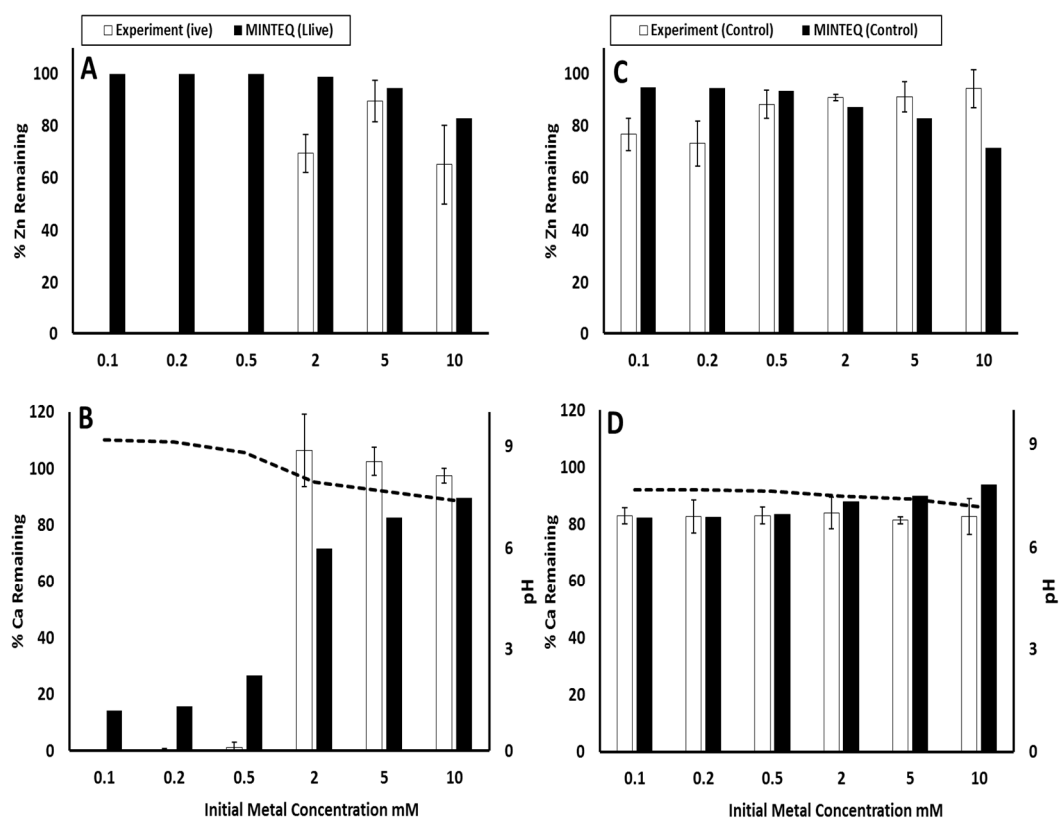 Experiment (ive) MINTEQ (Llive)
A
% Zn Remaining
100
80
60
40
20
0
0.1 0.2 0.5 2 5 10
Experiment (Control) MINTEQ (Control)
C
% Zn Remaining
100
80
60
40
20
0
0.1 0.2 0.5 2 5 10
B
% Ca Remaining
120
100
80
60
40
20
0
9
6
3
0
pH
0.1 0.2 0.5 2 5 10
Initial Metal Concentration mM
D
% Ca Remaining
120
100
80
60
40
20
0
9
6
3
0
pH
0.1 0.2 0.5 2 5 10
Initial Metal Concentration mM